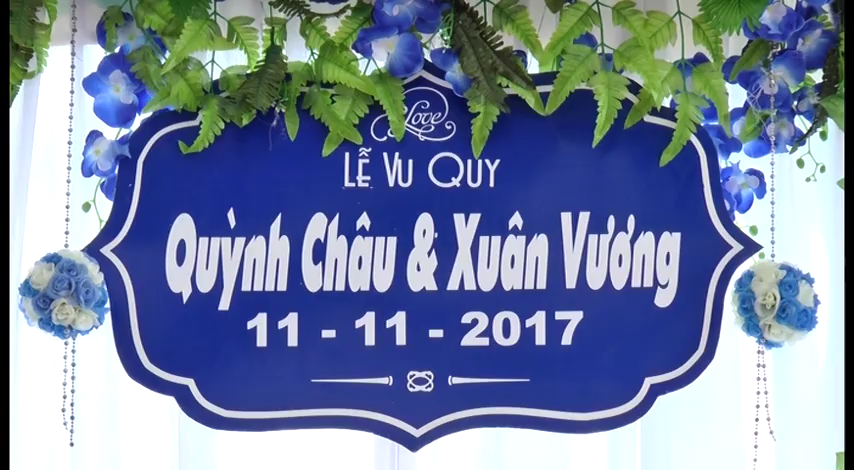 Love
LỄ VU QUY
Quỳnh Châu & Xuân Vương
11 - 11 - 2017